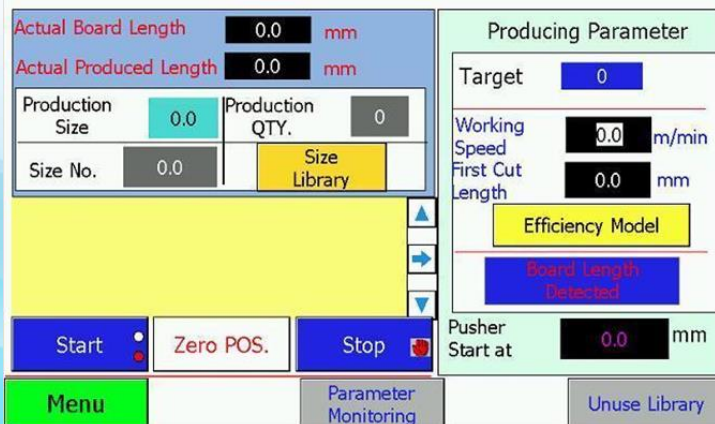 Actual Board Length 0.0 mm
Actual Produced Length 0.0 mm
Production Size 0.0 Production QTY. 0
Size No. 0.0 Size Library
Producing Parameter
Target 0
Working Speed 0.0 m/min
First Cut Length 0.0 mm
Efficiency Model
Board Length Detected
Pusher Start at 0.0 mm
Start Zero POS. Stop
Menu Parameter Monitoring Unuse Library